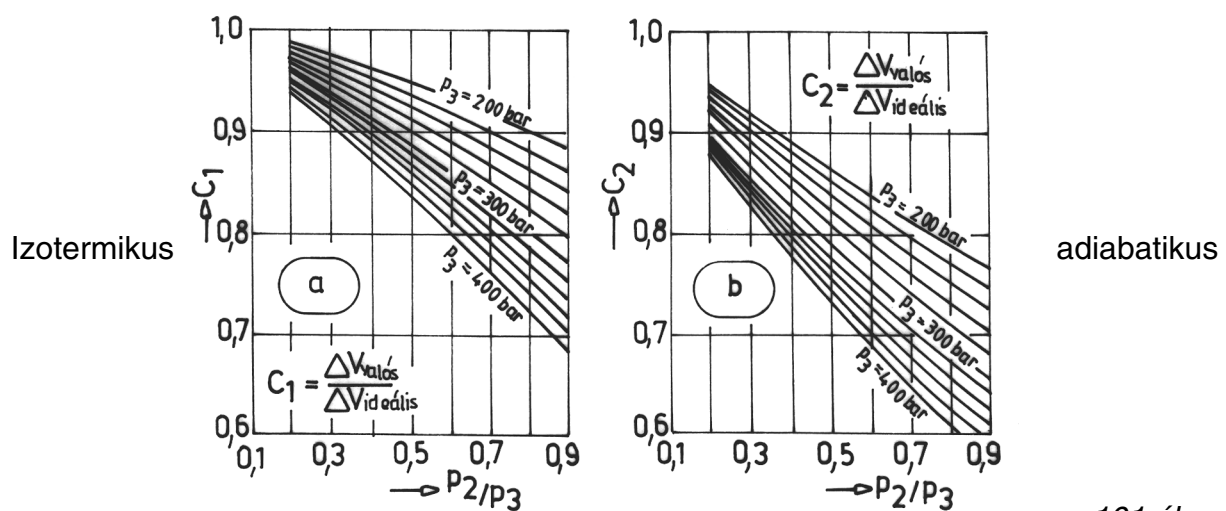 Izotermikus
1,0
0,9
0,8
0,7
0,6
C1
p3 = 200 bar
p3 = 300 bar
p3 = 400 bar
a
C1 = ΔVvalós / ΔVideális
0,1 0,3 0,5 0,7 0,9
p2/p3
1,0
0,9
0,8
0,7
0,6
C2
C2 = ΔVvalós / ΔVideális
p3 = 200 bar
p3 = 300 bar
p3 = 400 bar
b
0,1 0,3 0,5 0,7 0,9
p2/p3
adiabatikus